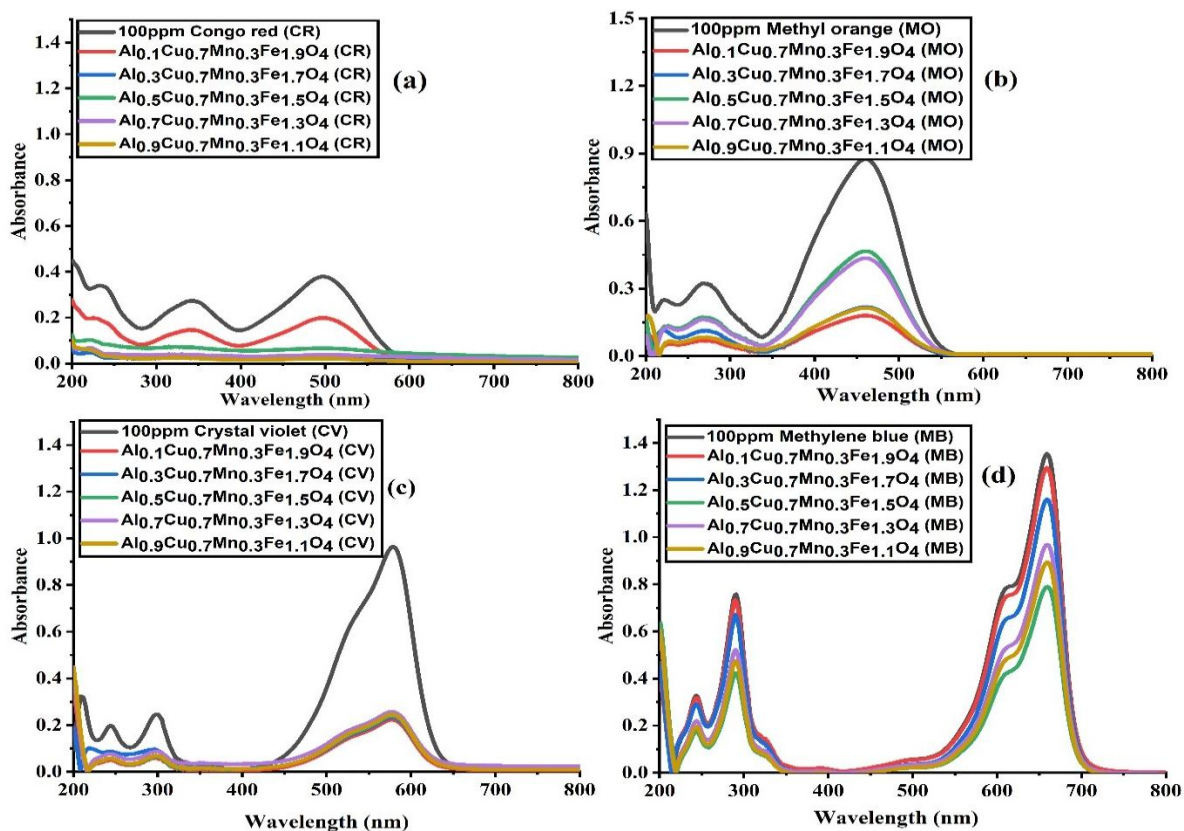 100ppm Congo red (CR)
Al0.1Cu0.7Mn0.3Fe1.9O4 (CR)
Al0.3Cu0.7Mn0.3Fe1.7O4 (CR)
Al0.5Cu0.7Mn0.3Fe1.5O4 (CR)
Al0.7Cu0.7Mn0.3Fe1.3O4 (CR)
Al0.9Cu0.7Mn0.3Fe1.1O4 (CR)
(a)
Absorbance
1.4
1.2
1.0
0.8
0.6
0.4
0.2
0.0
200 300 400 500 600 700 800
Wavelength (nm)
100ppm Methyl orange (MO)
Al0.1Cu0.7Mn0.3Fe1.9O4 (MO)
Al0.3Cu0.7Mn0.3Fe1.7O4 (MO)
Al0.5Cu0.7Mn0.3Fe1.5O4 (MO)
Al0.7Cu0.7Mn0.3Fe1.3O4 (MO)
Al0.9Cu0.7Mn0.3Fe1.1O4 (MO)
(b)
Absorbance
1.5
1.2
0.9
0.6
0.3
0.0
200 300 400 500 600 700 800
Wavelength (nm)
100ppm Crystal violet (CV)
Al0.1Cu0.7Mn0.3Fe1.9O4 (CV)
Al0.3Cu0.7Mn0.3Fe1.7O4 (CV)
Al0.5Cu0.7Mn0.3Fe1.5O4 (CV)
Al0.7Cu0.7Mn0.3Fe1.3O4 (CV)
Al0.9Cu0.7Mn0.3Fe1.1O4 (CV)
(c)
Absorbance
1.4
1.2
1.0
0.8
0.6
0.4
0.2
0.0
200 300 400 500 600 700 800
Wavelength (nm)
100ppm Methylene blue (MB)
Al0.1Cu0.7Mn0.3Fe1.9O4 (MB)
Al0.3Cu0.7Mn0.3Fe1.7O4 (MB)
Al0.5Cu0.7Mn0.3Fe1.5O4 (MB)
Al0.7Cu0.7Mn0.3Fe1.3O4 (MB)
Al0.9Cu0.7Mn0.3Fe1.1O4 (MB)
(d)
Absorbance
1.4
1.2
1.0
0.8
0.6
0.4
0.2
0.0
200 300 400 500 600 700 800
Wavelength (nm)